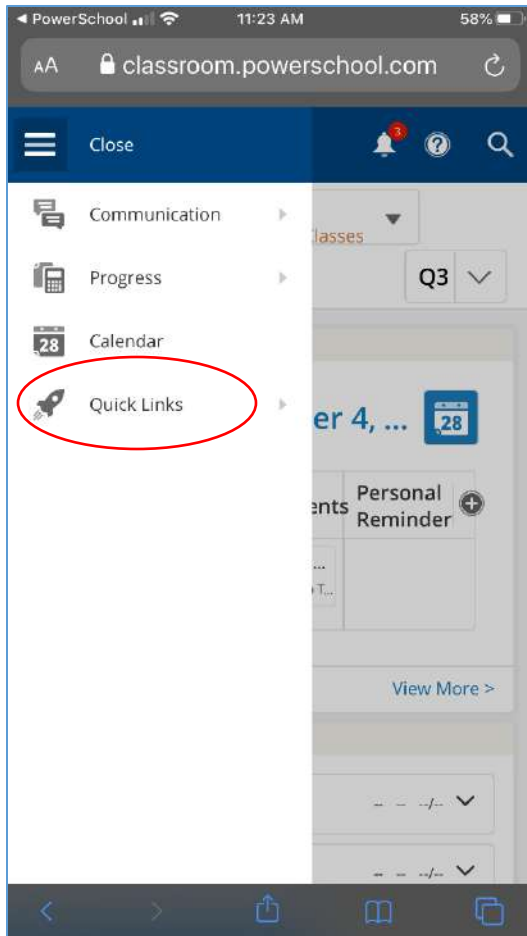 PowerSchool 11:23 AM 58%
AA classroom.powerschool.com
Close 3 ?
Communication
lasses
Progress Q3
28 Calendar
Quick Links
er 4, ... 28
ents Personal Reminder
...
T...
View More >
-- -- --/--
-- -- --/--